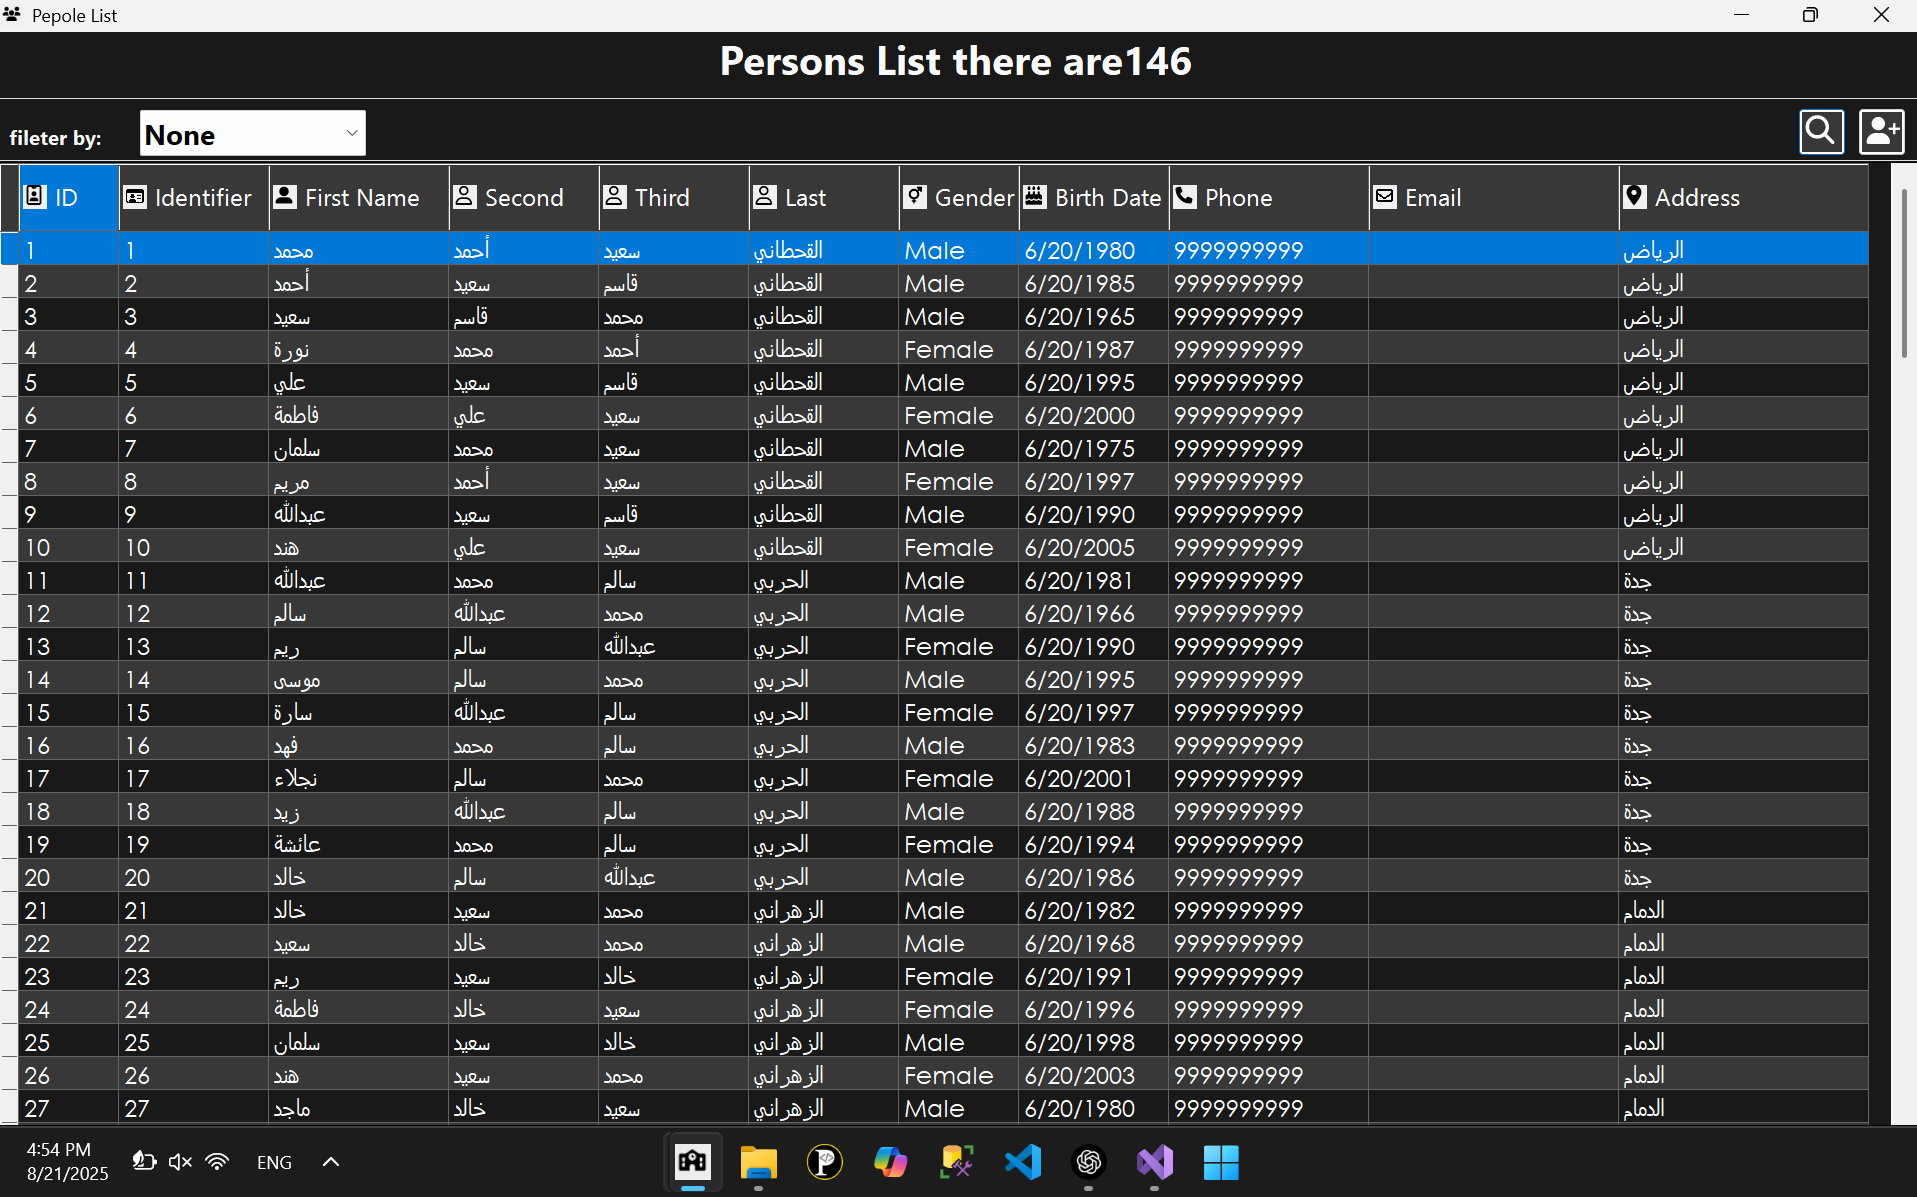 Pepole List
Persons List there are146
fileter by: None
ID Identifier First Name Second Third Last Gender Birth Date Phone Email Address
1 1 محمد أحمد سعيد القحطاني Male 6/20/1980 9999999999 الرياض
2 2 أحمد سعيد قاسم القحطاني Male 6/20/1985 9999999999 الرياض
3 3 سعيد قاسم محمد القحطاني Male 6/20/1965 9999999999 الرياض
4 4 نورة محمد أحمد القحطاني Female 6/20/1987 9999999999 الرياض
5 5 علي سعيد قاسم القحطاني Male 6/20/1995 9999999999 الرياض
6 6 فاطمة علي سعيد القحطاني Female 6/20/2000 9999999999 الرياض
7 7 سلمان محمد سعيد القحطاني Male 6/20/1975 9999999999 الرياض
8 8 مريم أحمد سعيد القحطاني Female 6/20/1997 9999999999 الرياض
9 9 عبدالله سعيد قاسم القحطاني Male 6/20/1990 9999999999 الرياض
10 10 هند علي سعيد القحطاني Female 6/20/2005 9999999999 الرياض
11 11 عبدالله محمد سالم الحربي Male 6/20/1981 9999999999 جدة
12 12 سالم عبدالله محمد الحربي Male 6/20/1966 9999999999 جدة
13 13 ريم سالم عبدالله الحربي Female 6/20/1990 9999999999 جدة
14 14 موسى سالم محمد الحربي Male 6/20/1995 9999999999 جدة
15 15 سارة عبدالله سالم الحربي Female 6/20/1997 9999999999 جدة
16 16 فهد محمد سالم الحربي Male 6/20/1983 9999999999 جدة
17 17 نجلاء سالم محمد الحربي Female 6/20/2001 9999999999 جدة
18 18 زيد عبدالله سالم الحربي Male 6/20/1988 9999999999 جدة
19 19 عائشة محمد سالم الحربي Female 6/20/1994 9999999999 جدة
20 20 خالد سالم عبدالله الحربي Male 6/20/1986 9999999999 جدة
21 21 خالد سعيد محمد الزهراني Male 6/20/1982 9999999999 الدمام
22 22 سعيد خالد محمد الزهراني Male 6/20/1968 9999999999 الدمام
23 23 ريم سعيد خالد الزهراني Female 6/20/1991 9999999999 الدمام
24 24 فاطمة خالد سعيد الزهراني Female 6/20/1996 9999999999 الدمام
25 25 سلمان سعيد خالد الزهراني Male 6/20/1998 9999999999 الدمام
26 26 هند سعيد محمد الزهراني Female 6/20/2003 9999999999 الدمام
27 27 ماجد خالد سعيد الزهراني Male 6/20/1980 9999999999 الدمام
4:54 PM
8/21/2025
ENG